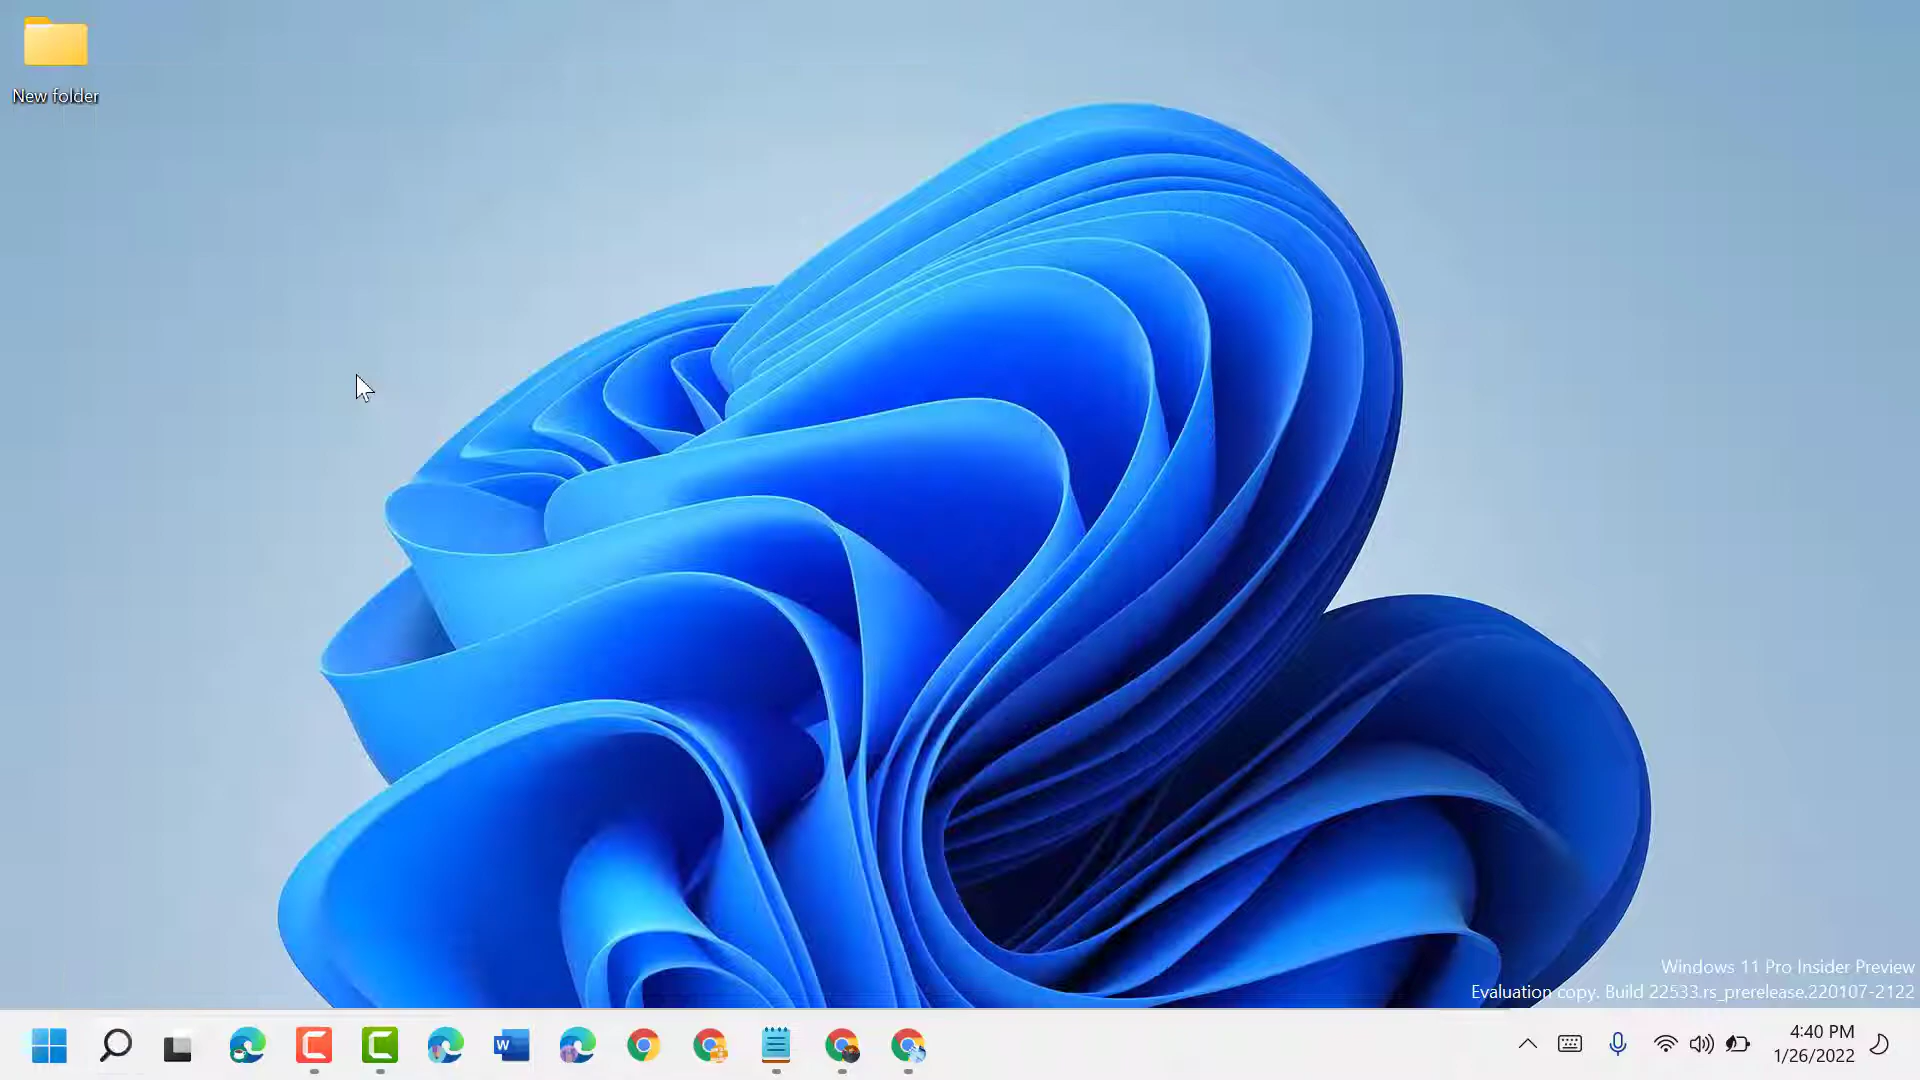 New folder
Windows 11 Pro Insider Preview
Evaluation copy. Build 22533.rs_prerelease.220107-2122
4:40 PM
1/26/2022